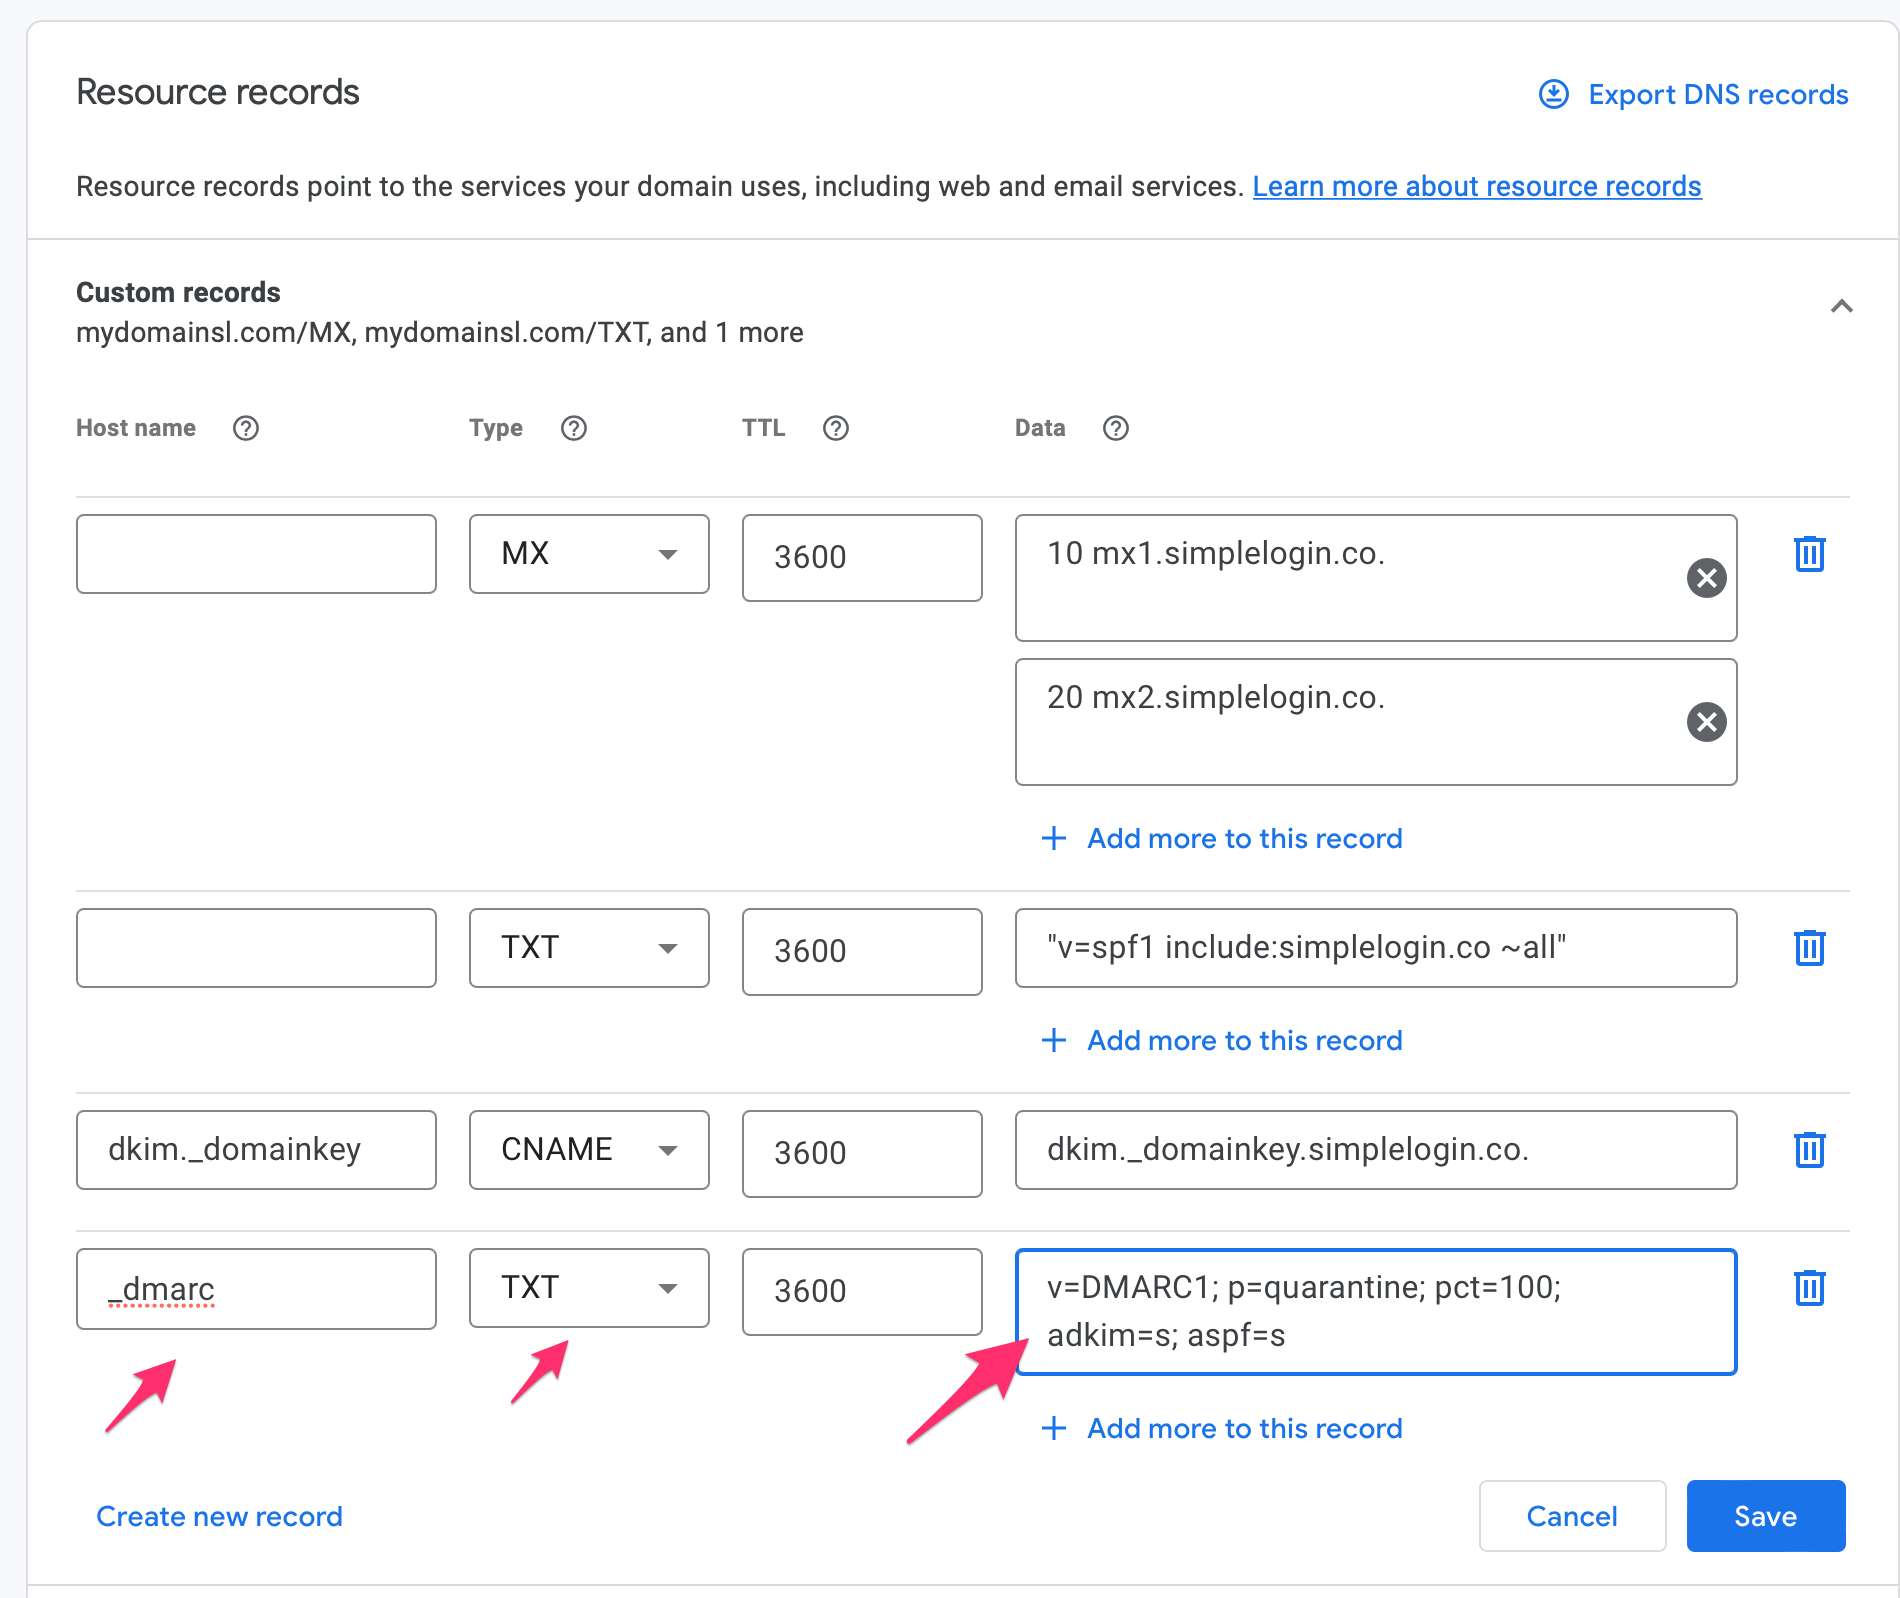 Resource records
Export DNS records
Resource records point to the services your domain uses, including web and email services. Learn more about resource records
Custom records
mydomainsl.com/MX, mydomainsl.com/TXT, and 1 more
Host name
Type
TTL
Data
MX
3600
10 mx1.simplelogin.co.
20 mx2.simplelogin.co.
+ Add more to this record
TXT
3600
"v=spf1 include:simplelogin.co ~all"
+ Add more to this record
dkim._domainkey
CNAME
3600
dkim._domainkey.simplelogin.co.
_dmarc
TXT
3600
v=DMARC1; p=quarantine; pct=100;
adkim=s; aspf=s
+ Add more to this record
Create new record
Cancel
Save